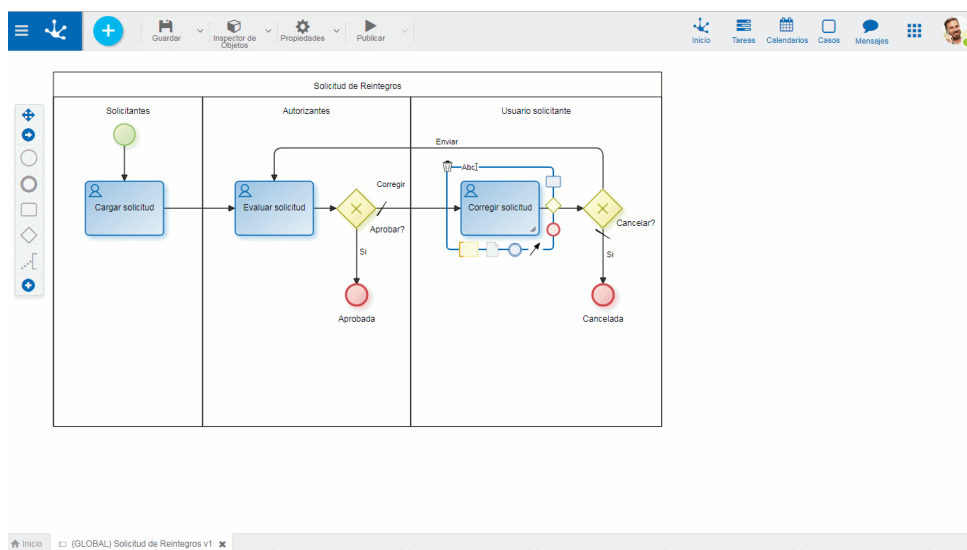 Guardar
Inspector de
Objetos
Propiedades
Publicar
Inicio
Tareas
Calendarios
Casos
Mensajes
Solicitud de Reintegros
Solicitantes
Autorizantes
Usuario solicitante
Enviar
Abc
Corregir
Cargar solicitud
Evaluar solicitud
Corregir solicitud
Aprobar?
Cancelar?
Si
Si
Aprobada
Cancelada
Inicio
(GLOBAL) Solicitud de Reintegros v1